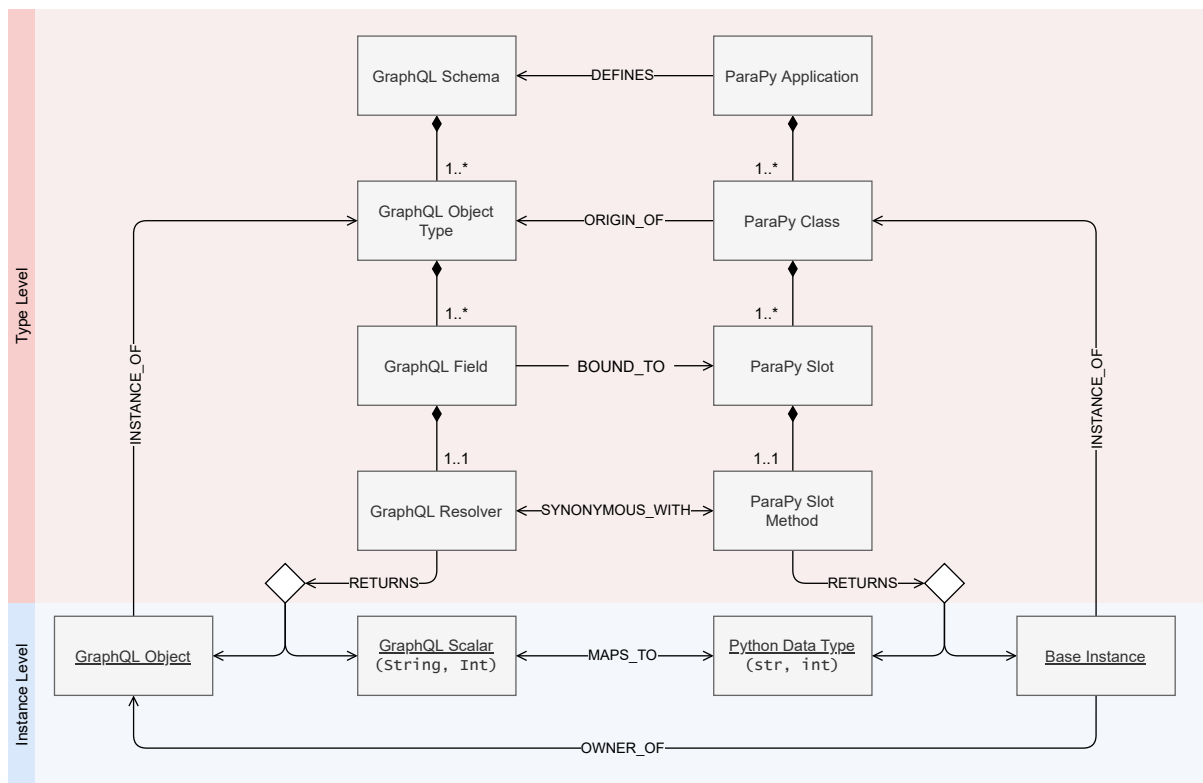 GraphQL Schema
DEFINES
ParaPy Application
1..*
1..*
GraphQL Object
Type
ORIGIN_OF
ParaPy Class
Type Level
1..*
1..*
INSTANCE_OF
GraphQL Field
BOUND_TO
ParaPy Slot
INSTANCE_OF
1..1
1..1
GraphQL Resolver
SYNONYMOUS_WITH
ParaPy Slot
Method
RETURNS
RETURNS
Instance Level
GraphQL Object
GraphQL Scalar
(String, Int)
MAPS_TO
Python Data Type
(str, int)
Base Instance
OWNER_OF